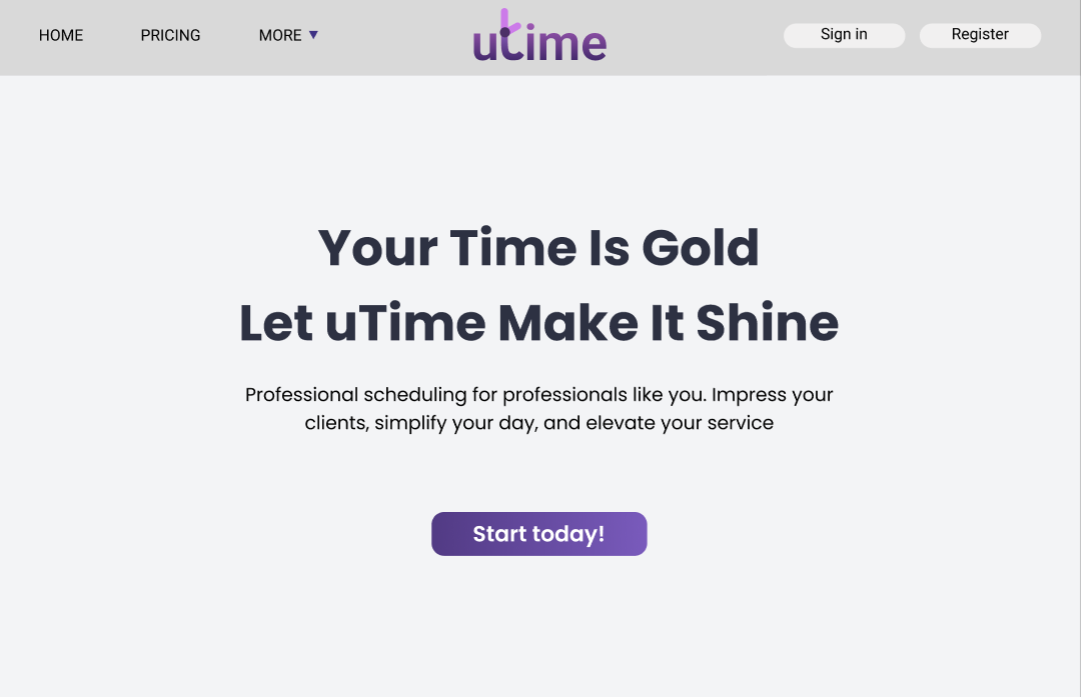 HOME
PRICING
MORE
utime
Sign in
Register
Your Time Is Gold
Let uTime Make It Shine
Professional scheduling for professionals like you. Impress your
clients, simplify your day, and elevate your service
Start today!